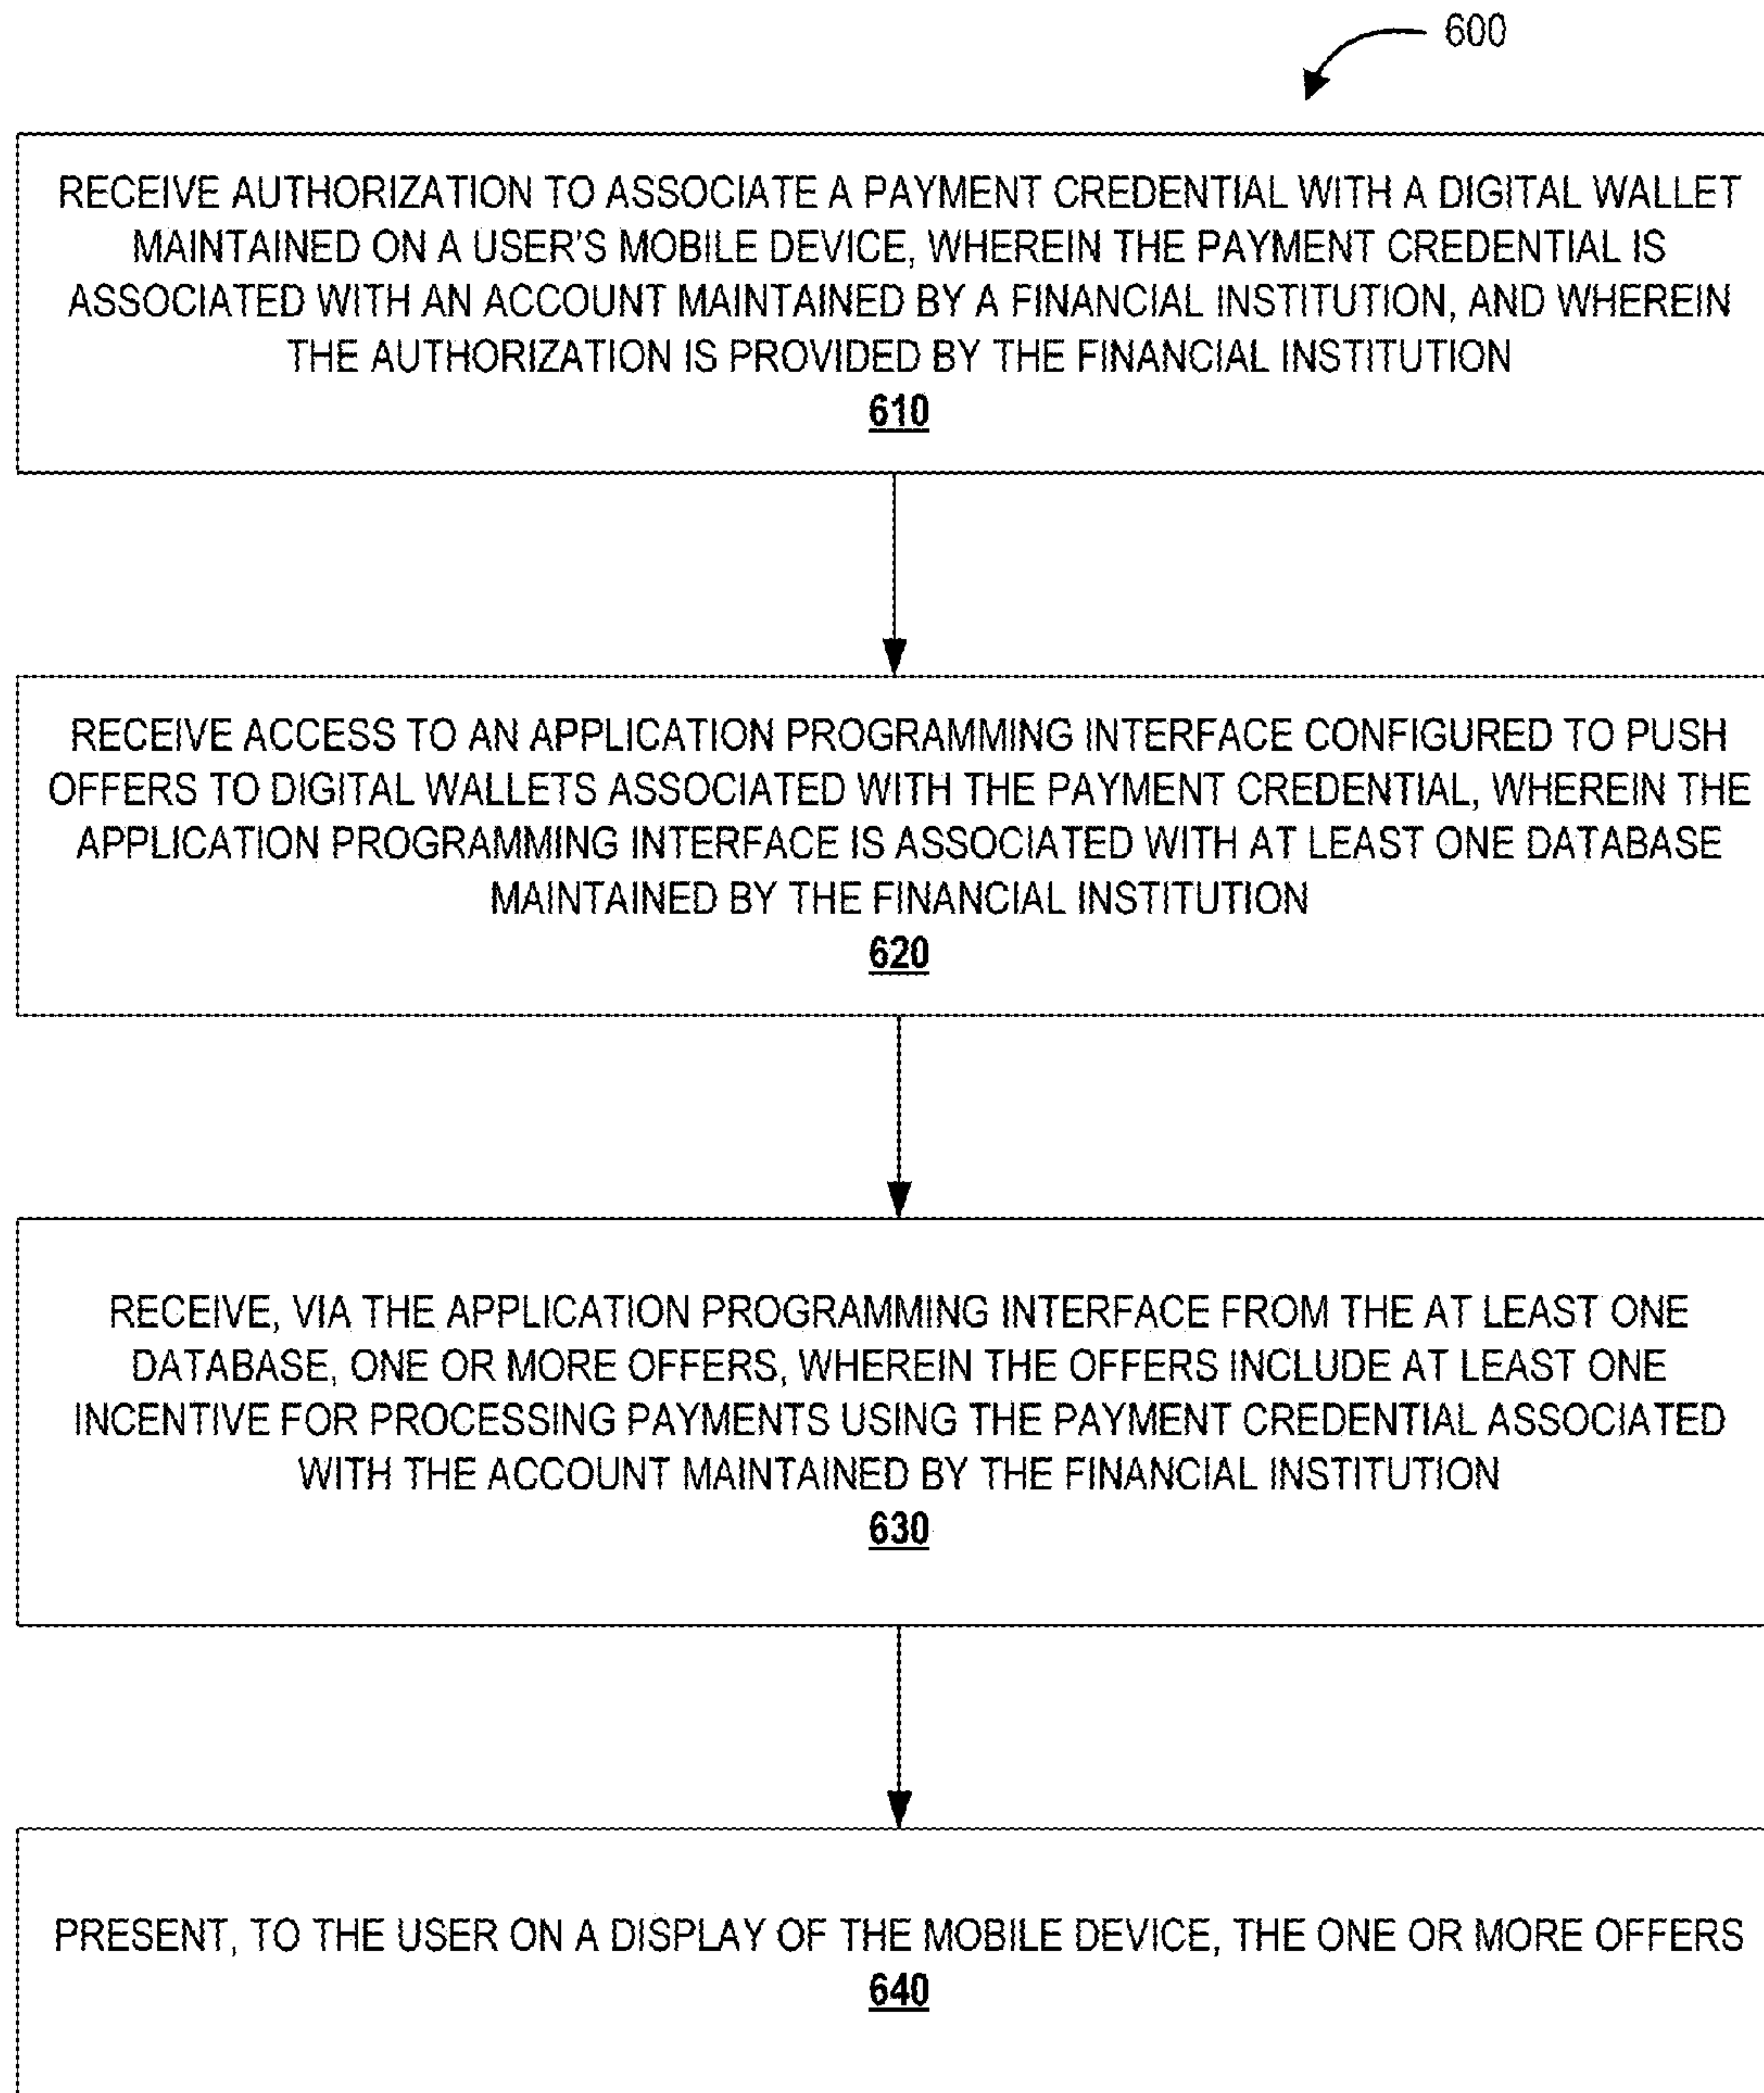 600
RECEIVE AUTHORIZATION TO ASSOCIATE A PAYMENT CREDENTIAL WITH A DIGITAL WALLET
MAINTAINED ON A USER'S MOBILE DEVICE, WHEREIN THE PAYMENT CREDENTIAL IS
ASSOCIATED WITH AN ACCOUNT MAINTAINED BY A FINANCIAL INSTITUTION, AND WHEREIN
THE AUTHORIZATION IS PROVIDED BY THE FINANCIAL INSTITUTION
610
RECEIVE ACCESS TO AN APPLICATION PROGRAMMING INTERFACE CONFIGURED TO PUSH
OFFERS TO DIGITAL WALLETS ASSOCIATED WITH THE PAYMENT CREDENTIAL, WHEREIN THE
APPLICATION PROGRAMMING INTERFACE IS ASSOCIATED WITH AT LEAST ONE DATABASE
MAINTAINED BY THE FINANCIAL INSTITUTION
620
RECEIVE, VIA THE APPLICATION PROGRAMMING INTERFACE FROM THE AT LEAST ONE
DATABASE, ONE OR MORE OFFERS, WHEREIN THE OFFERS INCLUDE AT LEAST ONE
INCENTIVE FOR PROCESSING PAYMENTS USING THE PAYMENT CREDENTIAL ASSOCIATED
WITH THE ACCOUNT MAINTAINED BY THE FINANCIAL INSTITUTION
630
PRESENT, TO THE USER ON A DISPLAY OF THE MOBILE DEVICE, THE ONE OR MORE OFFERS
640